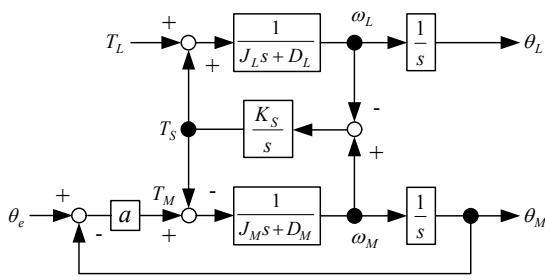 + ω_L
T_L + 1 / (J_L s + D_L) 1 / s θ_L
-
T_S K_S / s
+
+ T_M - 1 / (J_M s + D_M) 1 / s θ_M
θ_e - a + ω_M